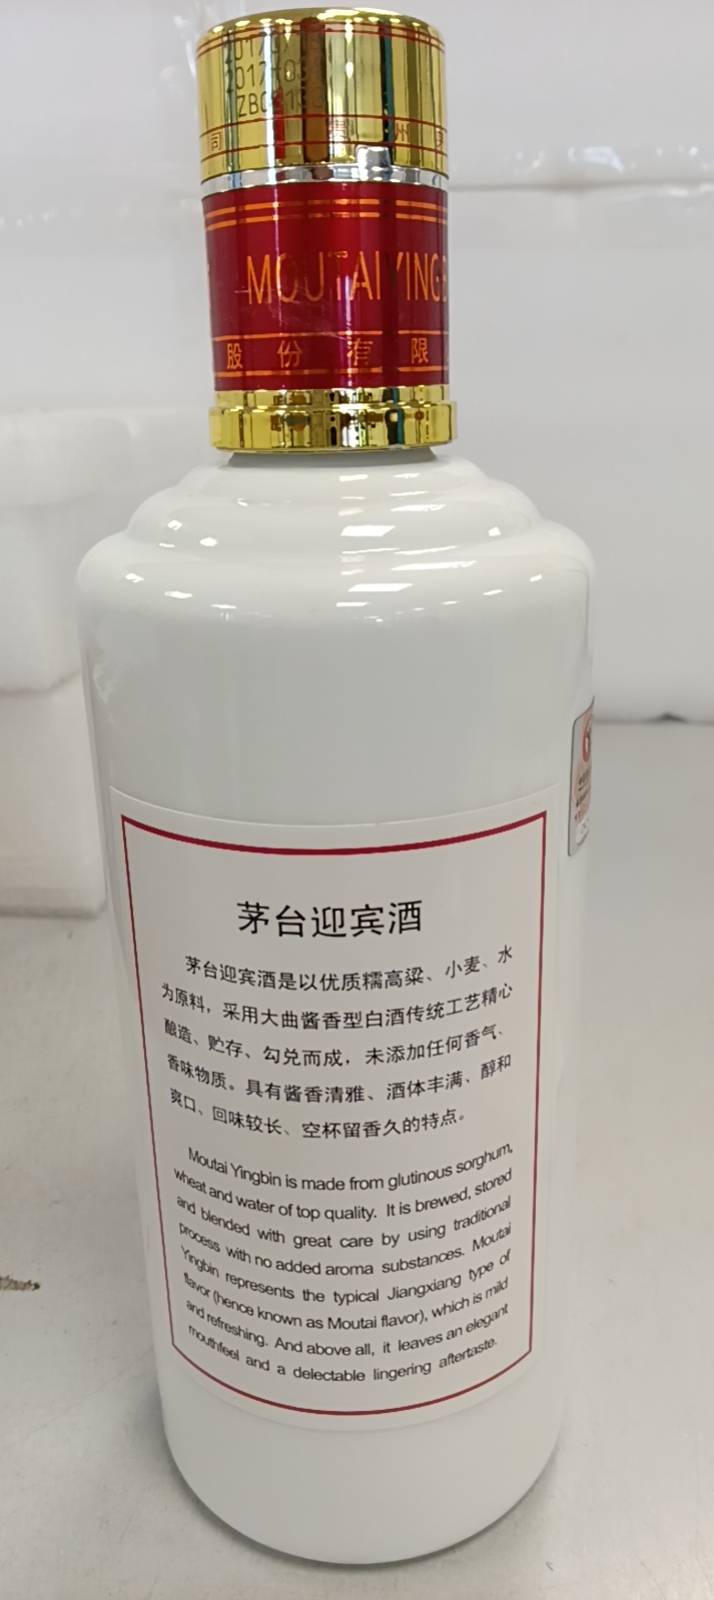 司 贵 州
MOUTAI YING
股 份 有 限
茅台迎宾酒
茅台迎宾酒是以优质糯高粱、小麦、水
为原料，采用大曲酱香型白酒传统工艺精心
酿造、贮存、勾兑而成，未添加任何香气、
香味物质。具有酱香清雅、酒体丰满、醇和
爽口、回味较长、空杯留香久的特点。
Moutai Yingbin is made from glutinous sorghum,
wheat and water of top quality. It is brewed, stored
and blended with great care by using traditional
process with no added aroma substances. Moutai
Yingbin represents the typical Jiangxiang type of
flavor (hence known as Moutai flavor), which is mild
and refreshing. And above all, it leaves an elegant
mouthfeel and a delectable lingering aftertaste.